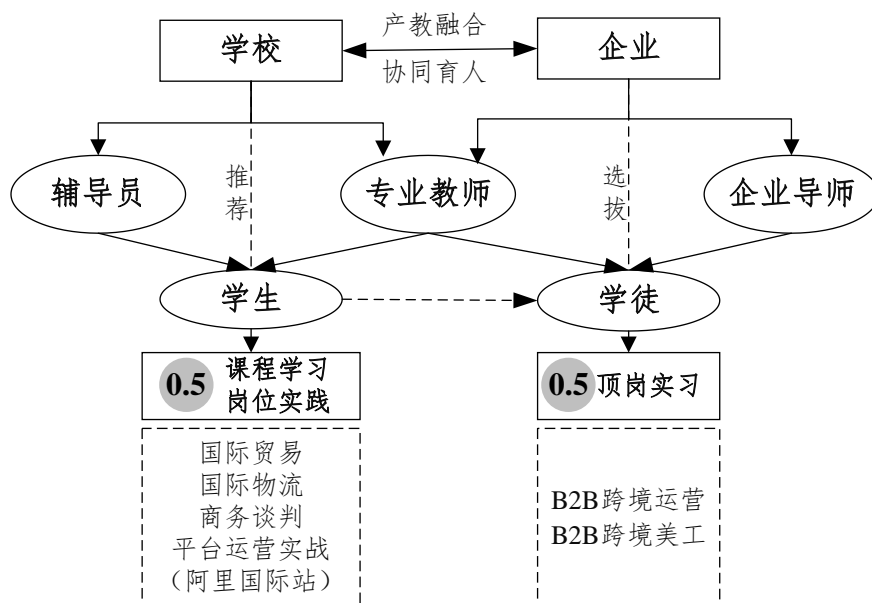 学校
产教融合
协同育人
企业
辅导员
推荐
专业教师
选拔
企业导师
学生
学徒
0.5
课程学习
岗位实践
0.5
顶岗实习
国际贸易
国际物流
商务谈判
平台运营实战
（阿里国际站）
B2B跨境运营
B2B跨境美工